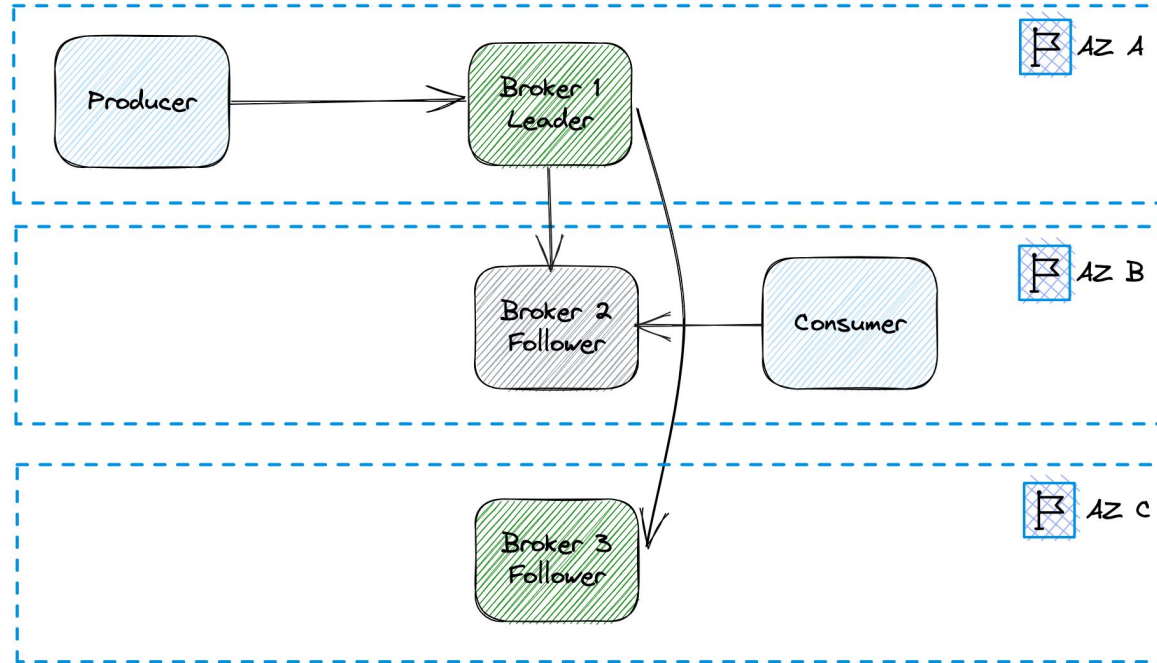 Producer
Broker 1
Leader
AZ A
Broker 2
Follower
Consumer
AZ B
Broker 3
Follower
AZ C